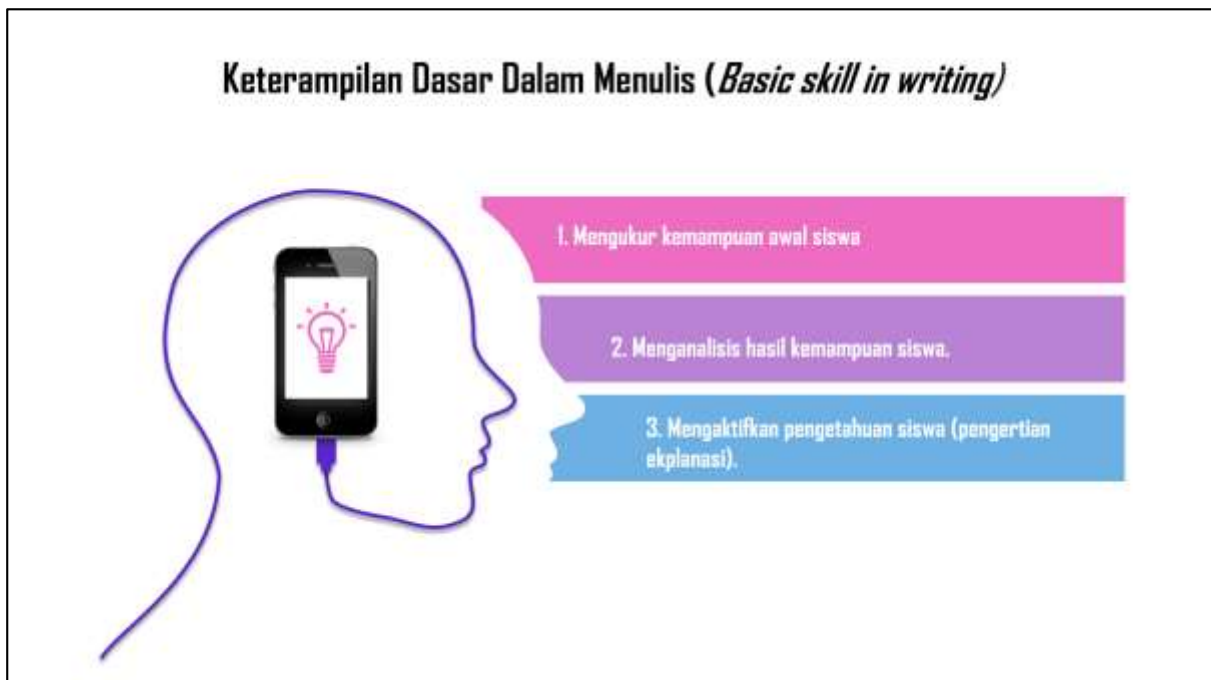 Keterampilan Dasar Dalam Menulis (Basic skill in writing)
1. Mengukur kemampuan awal siswa
2. Menganalisis hasil kemampuan siswa.
3. Mengaktifkan pengetahuan siswa (pengertian
ekplanasi).